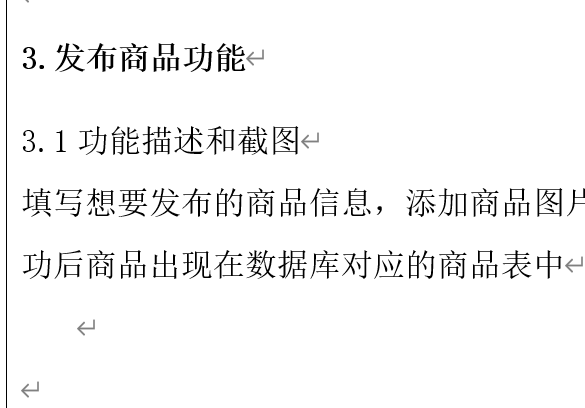 3.发布商品功能
3.1 功能描述和截图
填写想要发布的商品信息，添加商品图
功后商品出现在数据库对应的商品表中